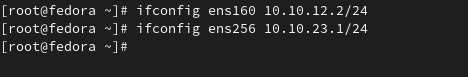 [root@fedora ~]# ifconfig ens160 10.10.12.2/24
[root@fedora ~]# ifconfig ens256 10.10.23.1/24
[root@fedora ~]#